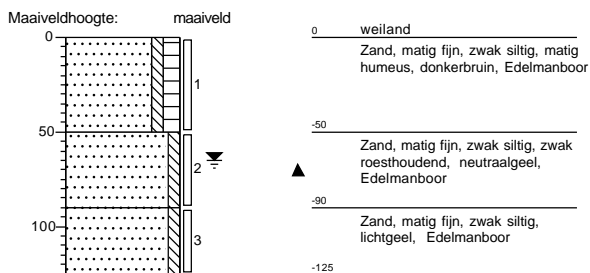 Maaiveldhoogte: maaiveld
0
50
100
1
2
3
0 weiland
Zand, matig fijn, zwak siltig, matig
humeus, donkerbruin, Edelmanboor
-50
Zand, matig fijn, zwak siltig, zwak
roesthoudend, neutraalgeel,
Edelmanboor
-90
Zand, matig fijn, zwak siltig,
lichtgeel, Edelmanboor
-125